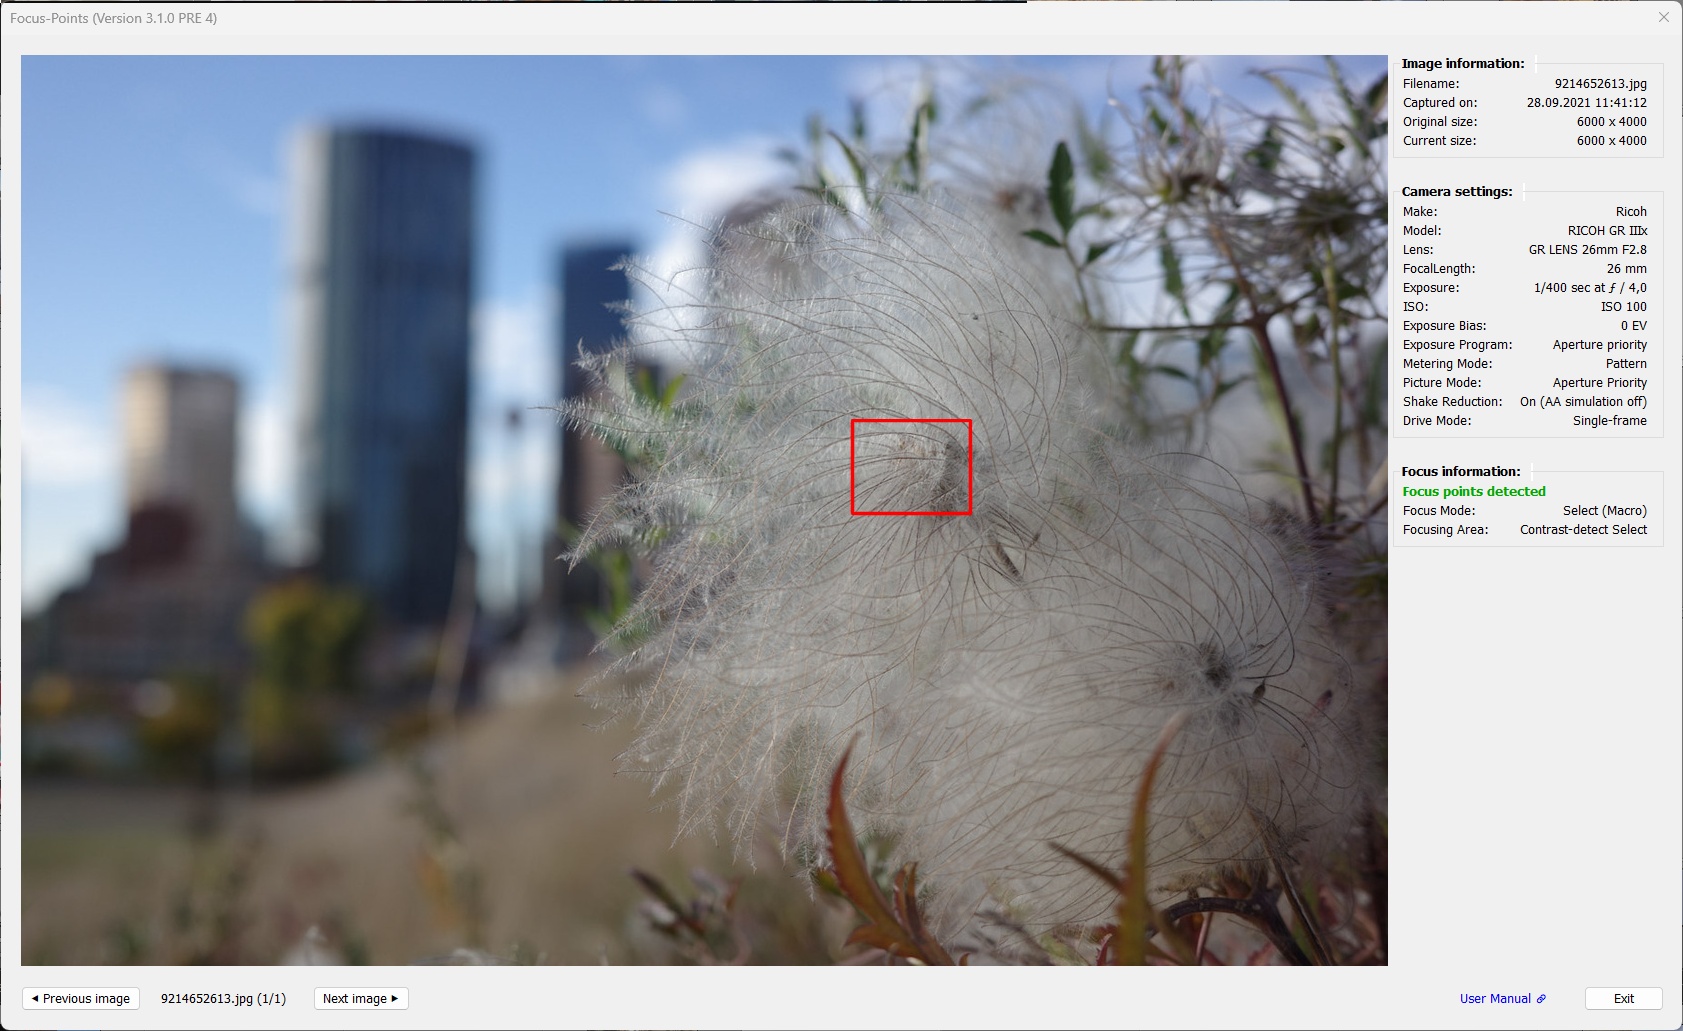 Focus-Points (Version 3.1.0 PRE 4)
Image information:
Filename: 9214652613.jpg
Captured on: 28.09.2021 11:41:12
Original size: 6000 x 4000
Current size: 6000 x 4000
Camera settings:
Make: Ricoh
Model: RICOH GR IIIx
Lens: GR LENS 26mm F2.8
FocalLength: 26 mm
Exposure: 1/400 sec at ƒ / 4,0
ISO: ISO 100
Exposure Bias: 0 EV
Exposure Program: Aperture priority
Metering Mode: Pattern
Picture Mode: Aperture Priority
Shake Reduction: On (AA simulation off)
Drive Mode: Single-frame
Focus information:
Focus points detected
Focus Mode: Select (Macro)
Focusing Area: Contrast-detect Select
Previous image 9214652613.jpg (1/1) Next image User Manual Exit